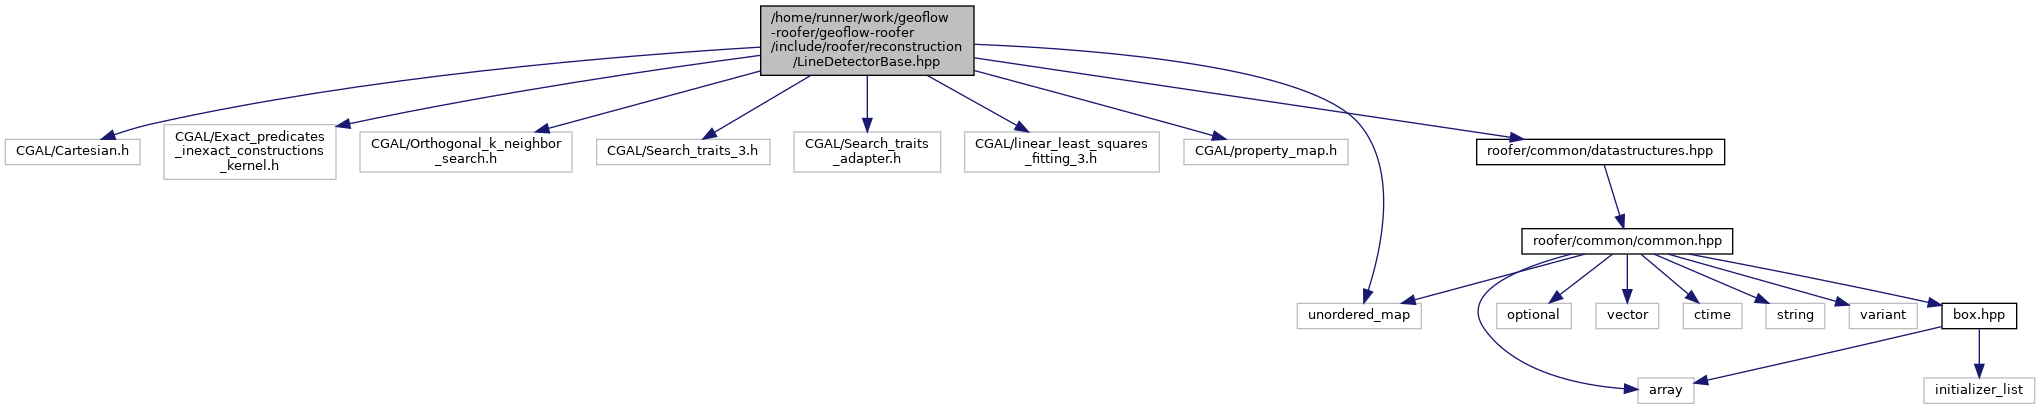 /home/runner/work/geoflow
-roofer/geoflow-roofer
/include/roofer/reconstruction
/LineDetectorBase.hpp
CGAL/Cartesian.h
CGAL/Exact_predicates
_inexact_constructions
_kernel.h
CGAL/Orthogonal_k_neighbor
_search.h
CGAL/Search_traits_3.h
CGAL/Search_traits
_adapter.h
CGAL/linear_least_squares
_fitting_3.h
CGAL/property_map.h
roofer/common/datastructures.hpp
roofer/common/common.hpp
unordered_map
optional
vector
ctime
string
variant
box.hpp
array
initializer_list